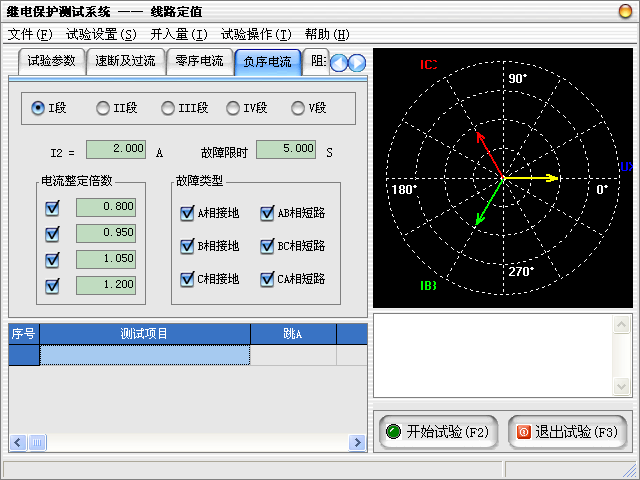 继电保护测试系统 —— 线路定值
文件(F) 试验设置(S) 开入量(I) 试验操作(T) 帮助(H)
试验参数 速断及过流 零序电流 负序电流
I段 II段 III段 IV段 V段
I2 = 2.000 A 故障限时 5.000 S
电流整定倍数
0.800
0.950
1.050
1.200
故障类型
A相接地 AB相短路
B相接地 BC相短路
C相接地 CA相短路
序号 测试项目 跳A
90°
180° 0°
270°
开始试验(F2) 退出试验(F3)